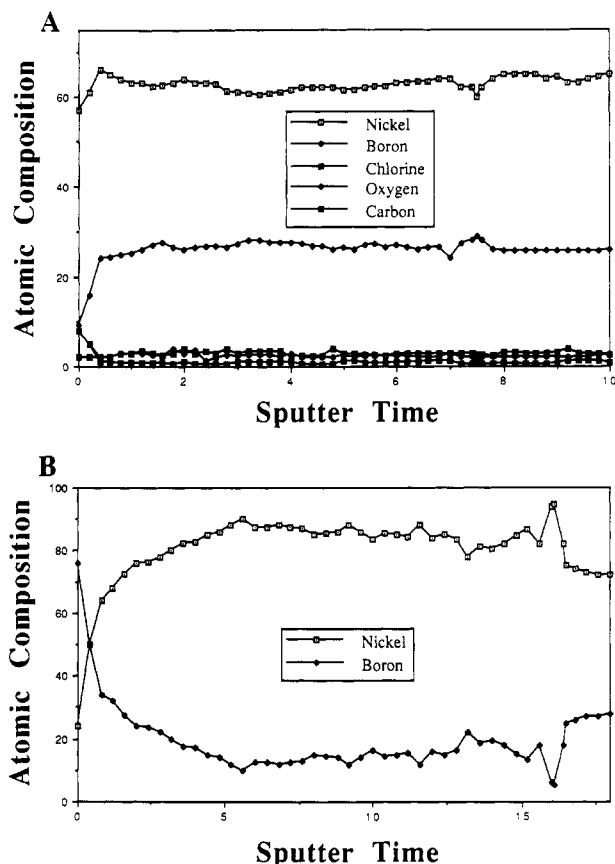 A
Atomic Composition
60
40
20
0
Nickel
Boron
Chlorine
Oxygen
Carbon
0 2 4 6 8 10
Sputter Time
B
Atomic Composition
100
80
60
40
20
0
Nickel
Boron
0 5 10 15
Sputter Time